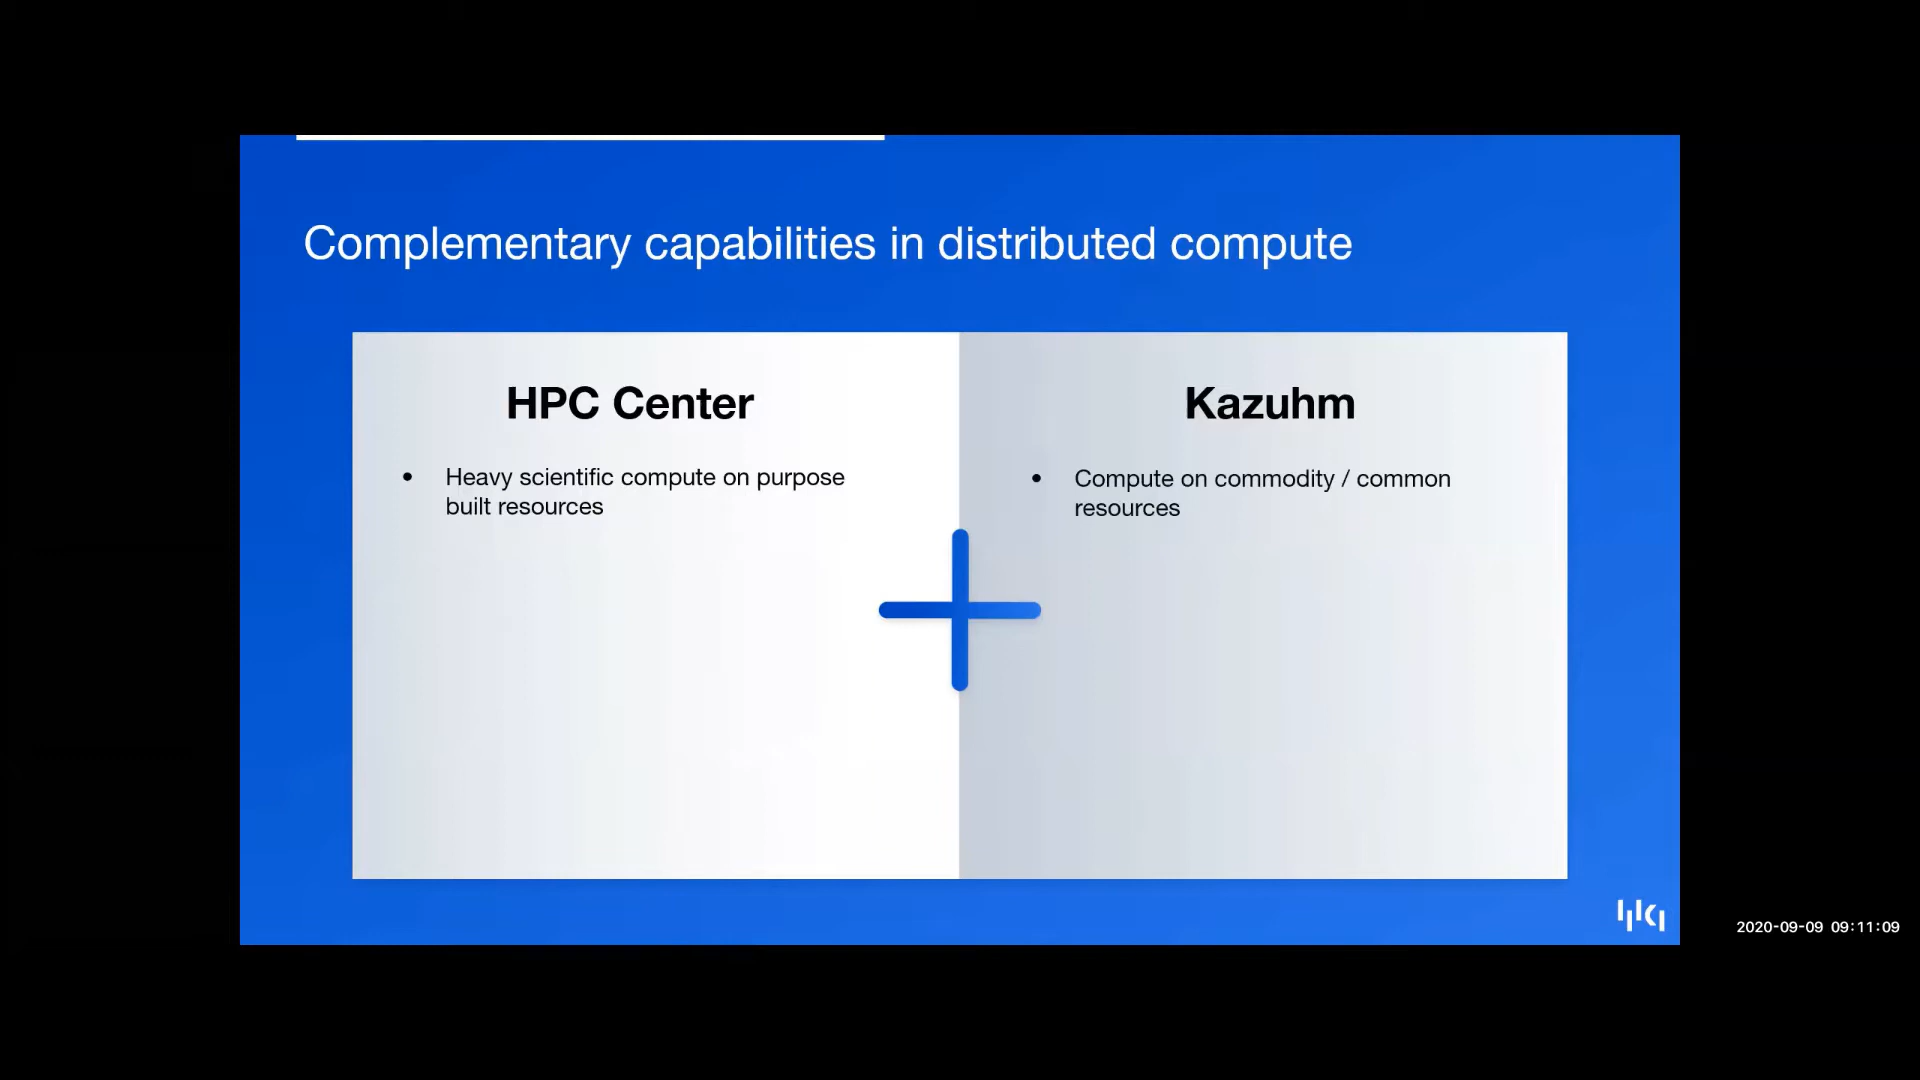 Complementary capabilities in distributed compute
HPC Center
• Heavy scientific compute on purpose
built resources
Kazuhm
• Compute on commodity / common
resources
2020-09-09 09:11:09